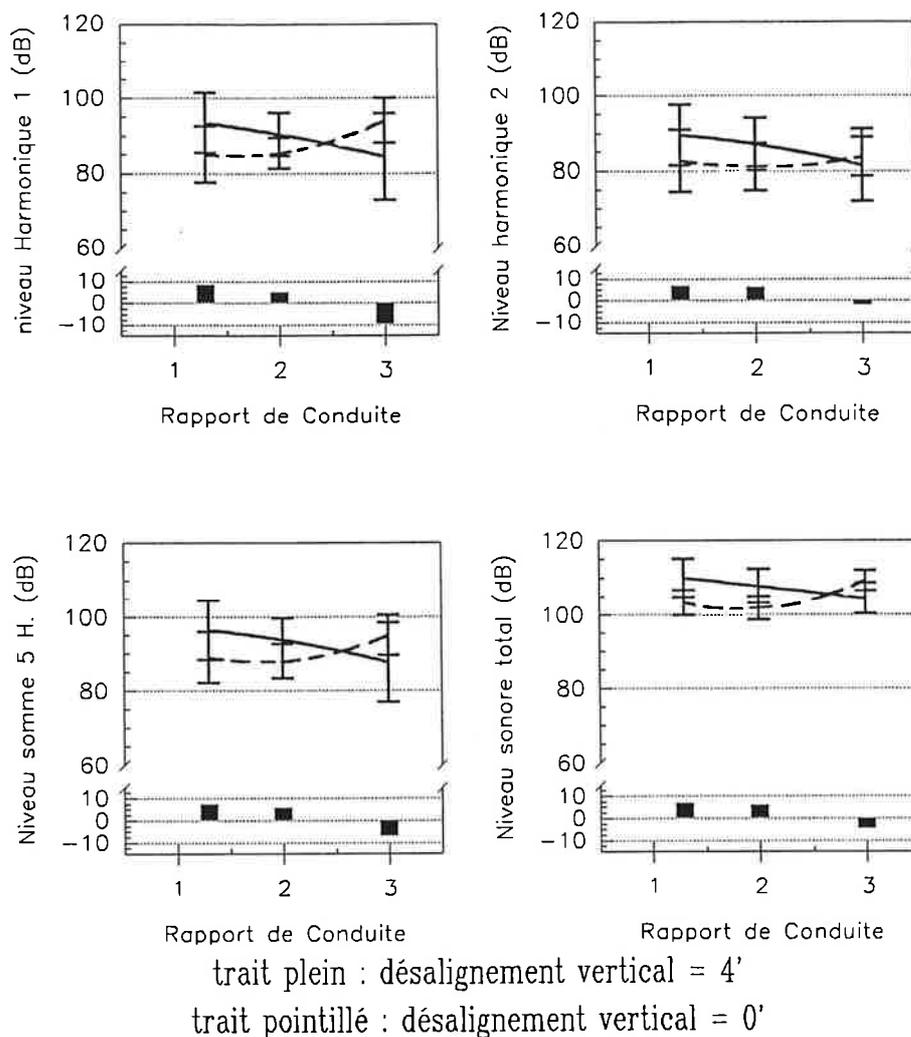 niveau Harmonique 1 (dB)
120
100
80
60
10
0
−10
1 2 3
Rapport de Conduite
Niveau harmonique 2 (dB)
120
100
80
60
10
0
−10
1 2 3
Rapport de Conduite
Niveau somme 5 H. (dB)
120
100
80
60
10
0
−10
1 2 3
Rapport de Conduite
Niveau sonore total (dB)
120
100
80
60
10
0
−10
1 2 3
Rapport de Conduite
trait plein : désalignement vertical = 4'
trait pointillé : désalignement vertical = 0'